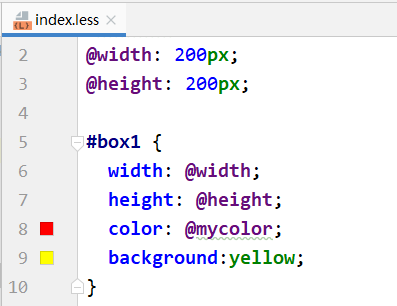 index.less
2 @width: 200px;
3 @height: 200px;
4
5 #box1 {
6 width: @width;
7 height: @height;
8 color: @mycolor;
9 background:yellow;
10 }